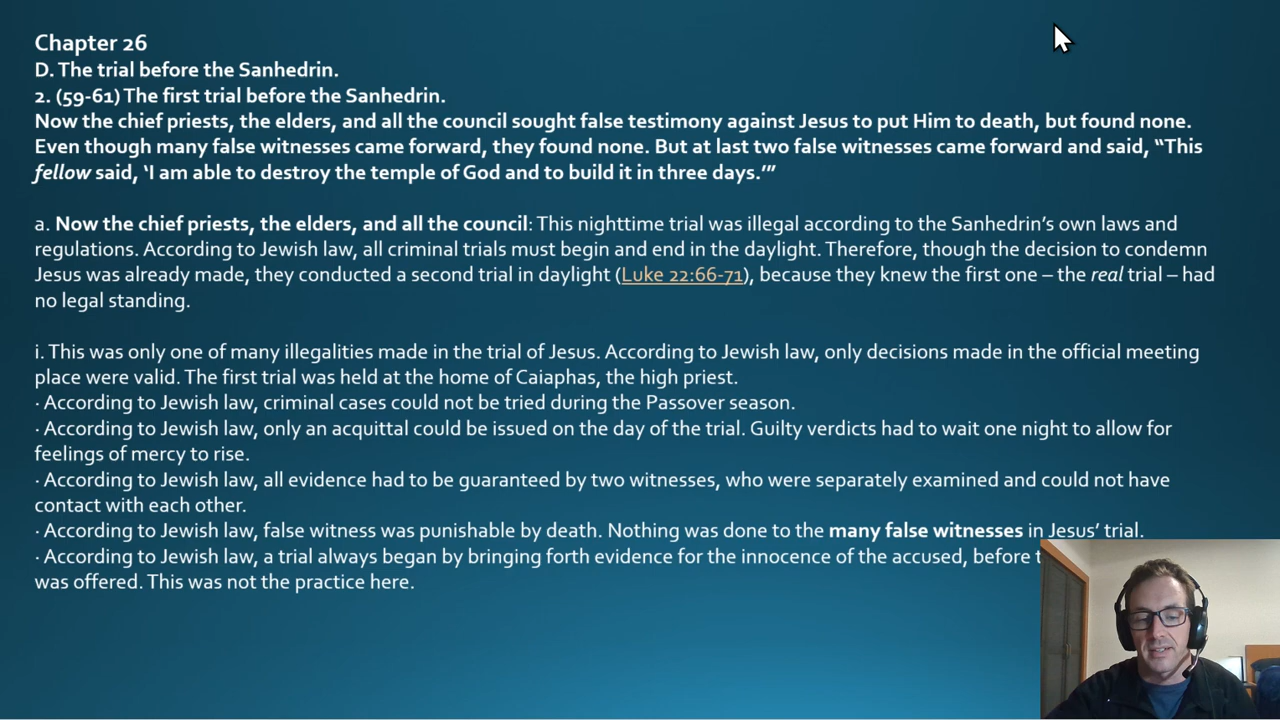 Chapter 26
D. The trial before the Sanhedrin.
2. (59-61) The first trial before the Sanhedrin.
Now the chief priests, the elders, and all the council sought false testimony against Jesus to put Him to death, but found none.
Even though many false witnesses came forward, they found none. But at last two false witnesses came forward and said, “This
fellow said, ‘I am able to destroy the temple of God and to build it in three days.’”
a. Now the chief priests, the elders, and all the council: This nighttime trial was illegal according to the Sanhedrin’s own laws and
regulations. According to Jewish law, all criminal trials must begin and end in the daylight. Therefore, though the decision to condemn
Jesus was already made, they conducted a second trial in daylight (Luke 22:66-71), because they knew the first one – the real trial – had
no legal standing.
i. This was only one of many illegalities made in the trial of Jesus. According to Jewish law, only decisions made in the official meeting
place were valid. The first trial was held at the home of Caiaphas, the high priest.
· According to Jewish law, criminal cases could not be tried during the Passover season.
· According to Jewish law, only an acquittal could be issued on the day of the trial. Guilty verdicts had to wait one night to allow for
feelings of mercy to rise.
· According to Jewish law, all evidence had to be guaranteed by two witnesses, who were separately examined and could not have
contact with each other.
· According to Jewish law, false witness was punishable by death. Nothing was done to the many false witnesses in Jesus’ trial.
· According to Jewish law, a trial always began by bringing forth evidence for the innocence of the accused, before
was offered. This was not the practice here.